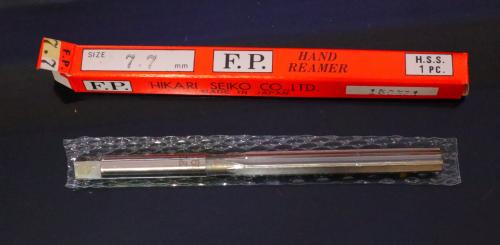 7.7
F.P.
SIZE 7.7 mm
F.P. HAND
REAMER
H.S.S.
1 PC.
F.P. HIKARI SEIKO CO., LTD.
MADE IN JAPAN